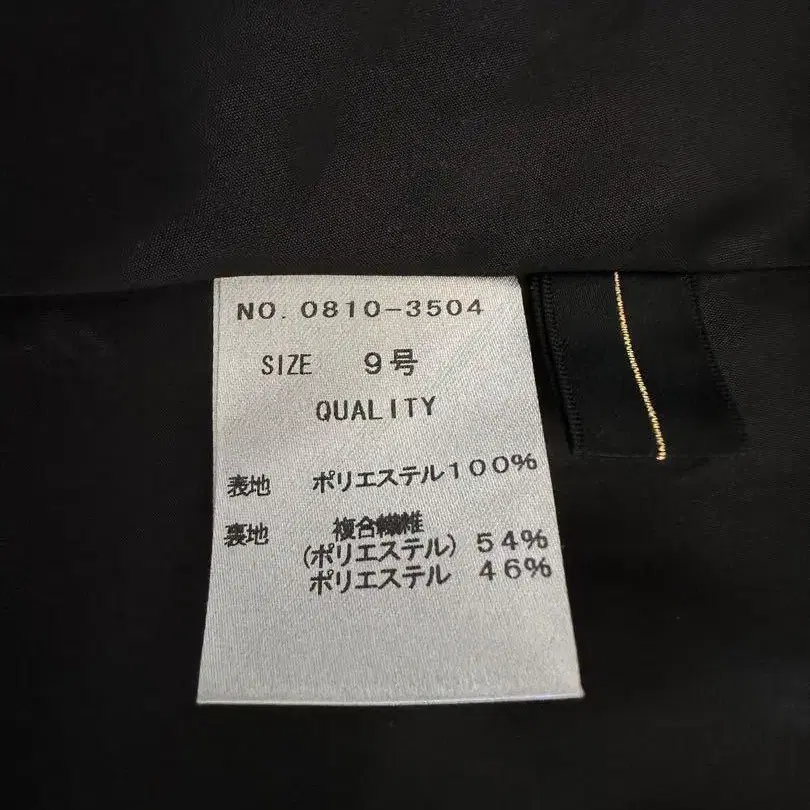 NO. 0810-3504
SIZE 9号
QUALITY
表地 ポリエステル100%
裏地 複合繊維
(ポリエステル) 54%
ポリエステル 46%